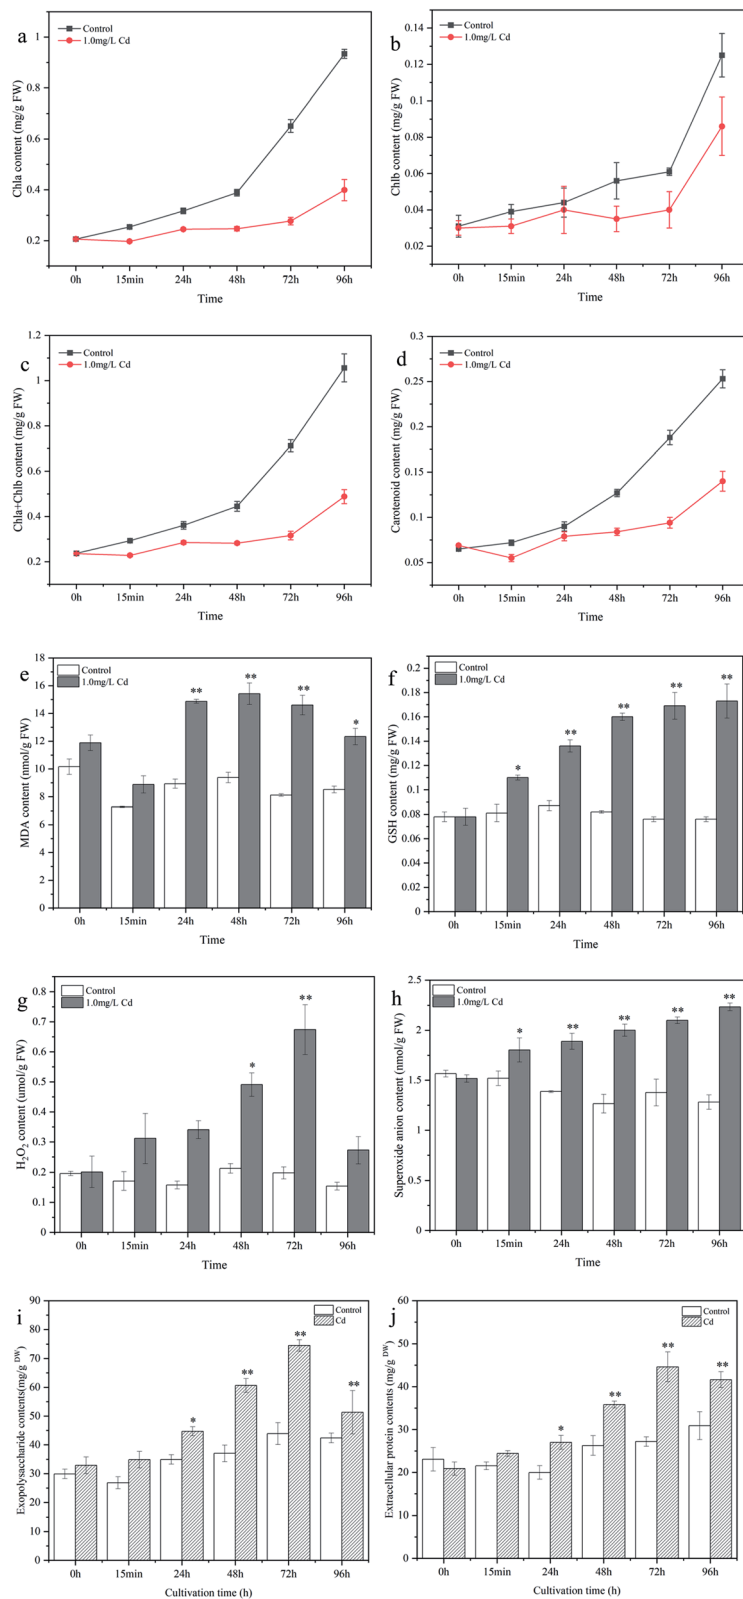 a
Control
1.0mg/L Cd
Chla content (mg/g FW)
1
0.8
0.6
0.4
0.2
0h 15min 24h 48h 72h 96h
Time
b
Control
1.0mg/L Cd
Chlb content (mg/g FW)
0.14
0.12
0.1
0.08
0.06
0.04
0.02
0h 15min 24h 48h 72h 96h
Time
c
Control
1.0mg/L Cd
Chla+Chlb content (mg/g FW)
1.2
1
0.8
0.6
0.4
0.2
0h 15min 24h 48h 72h 96h
Time
d
Control
1.0mg/L Cd
Carotenoid content (mg/g FW)
0.3
0.25
0.2
0.15
0.1
0.05
0h 15min 24h 48h 72h 96h
Time
e
Control
1.0mg/L Cd
MDA content (nmol/g FW)
18
16
14
12
10
8
6
4
2
0
** ** ** *
0h 15min 24h 48h 72h 96h
Time
f
Control
1.0mg/L Cd
GSH content (mg/g FW)
0.2
0.18
0.16
0.14
0.12
0.1
0.08
0.06
0.04
0.02
0
* ** ** ** **
0h 15min 24h 48h 72h 96h
Time
g
Control
1.0mg/L Cd
H₂O₂ content (umol/g FW)
0.8
0.7
0.6
0.5
0.4
0.3
0.2
0.1
0
* **
0h 15min 24h 48h 72h 96h
Time
h
Control
1.0mg/L Cd
Superoxide anion content (nmol/g FW)
2.5
2
1.5
1
0.5
0
* ** ** ** **
0h 15min 24h 48h 72h 96h
Time
i
Control
Cd
Exopolysaccharide contents(mg/g DW)
90
80
70
60
50
40
30
20
10
0
* ** ** **
0h 15min 24h 48h 72h 96h
Cultivation time (h)
j
Control
Cd
Extracellular protein contents (mg/g DW)
60
50
40
30
20
10
0
* ** ** **
0h 15min 24h 48h 72h 96h
Cultivation time (h)